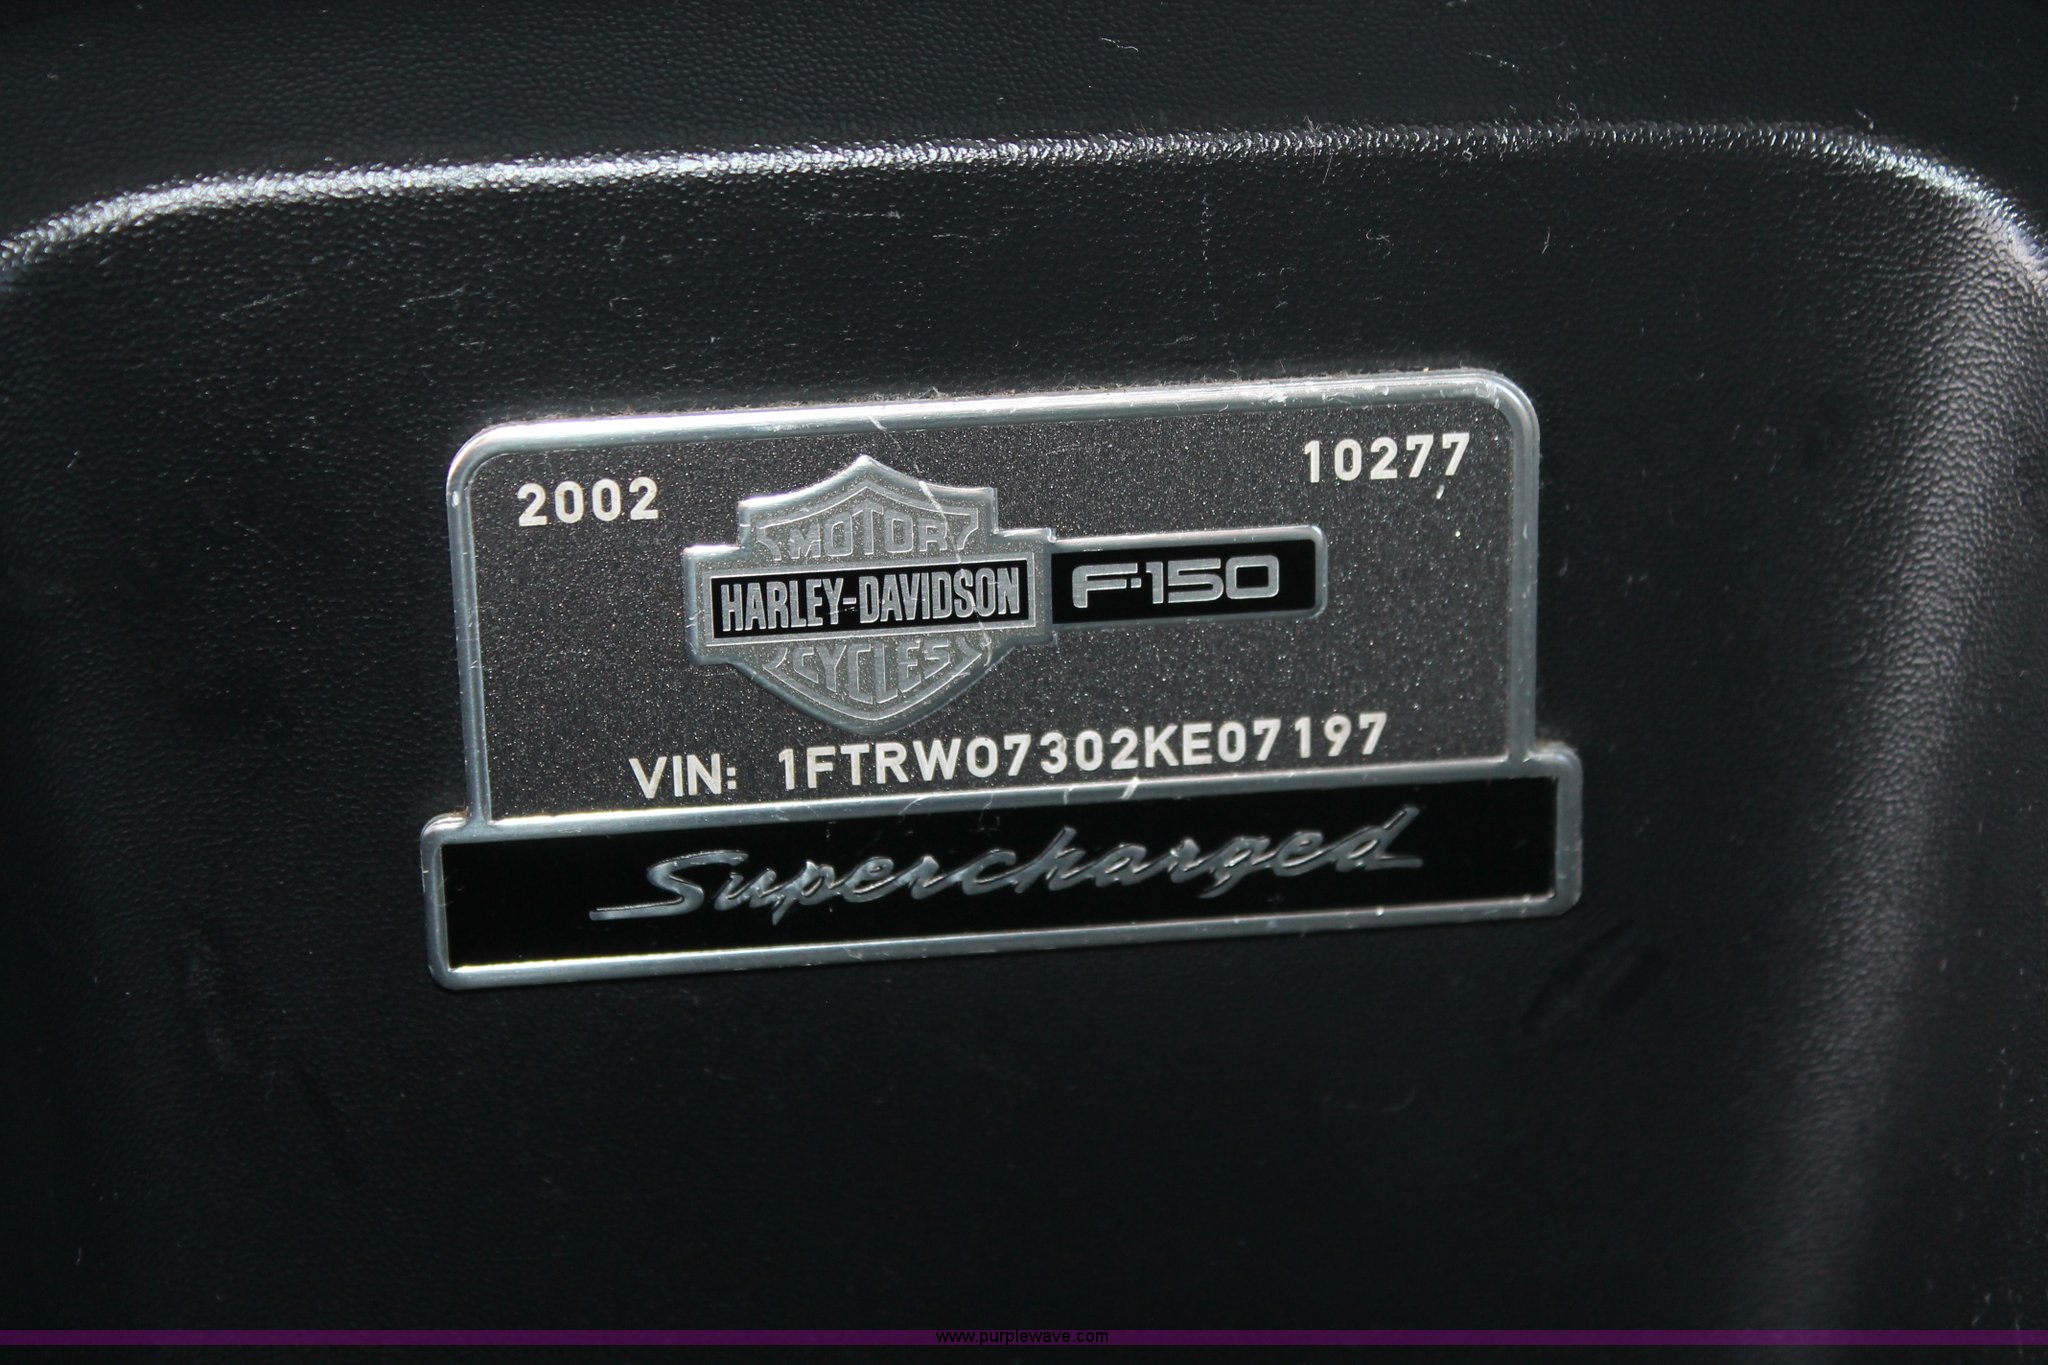 2002
10277
MOTOR
HARLEY-DAVIDSON
CYCLES
F-150
VIN: 1FTRW07302KE07197
Supercharged
www.purplewave.com